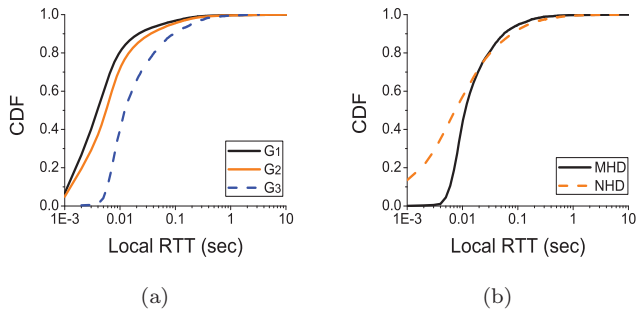 1.0
0.8
0.6
0.4
0.2
0.0
CDF
G1
G2
G3
1E-3 0.01 0.1 1 10
Local RTT (sec)
(a)
1.0
0.8
0.6
0.4
0.2
0.0
CDF
MHD
NHD
1E-3 0.01 0.1 1 10
Local RTT (sec)
(b)